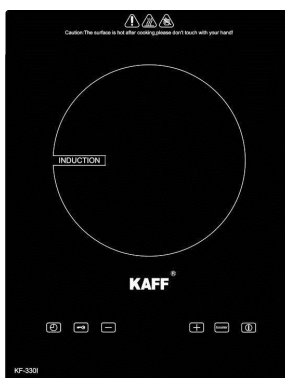 Caution:The surface is hot after cooking,please don't touch with your hand!
INDUCTION
KAFF®
KF-330I